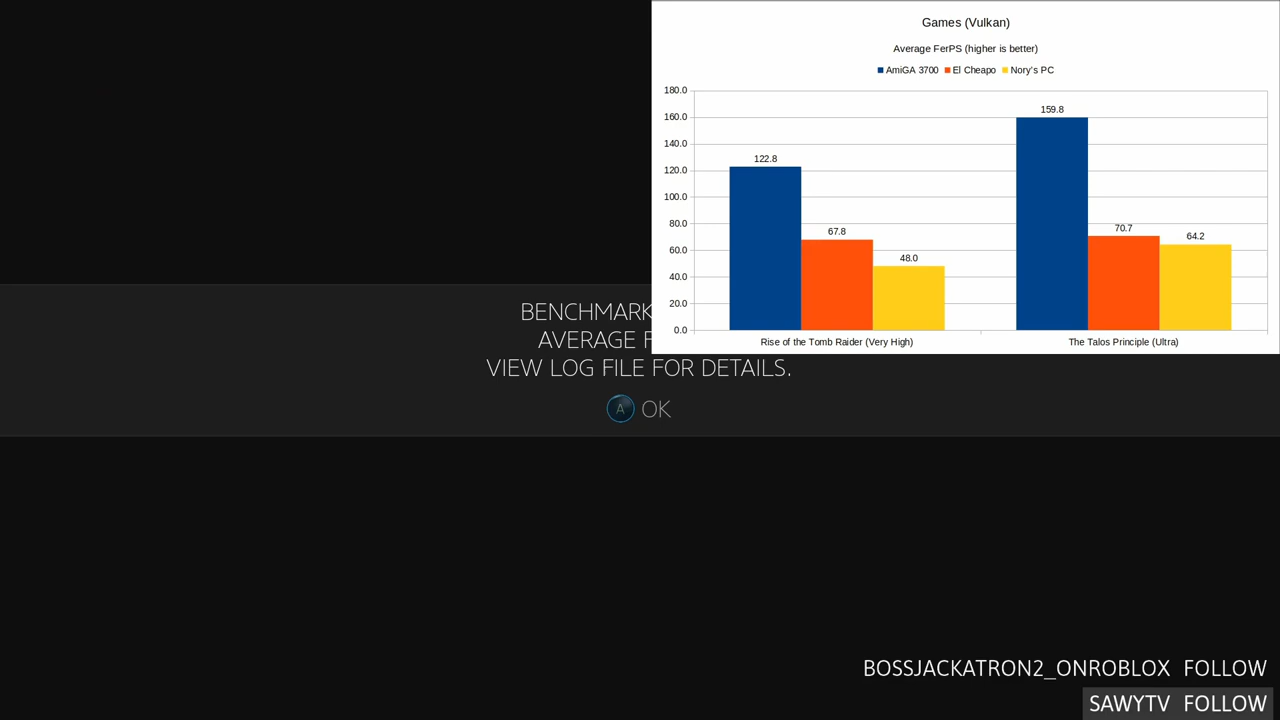 Games (Vulkan)
Average FerPS (higher is better)
AmiGA 3700 El Cheapo Nory's PC
180.0
160.0
140.0
120.0
100.0
80.0
60.0
40.0
20.0
0.0
122.8
67.8
48.0
159.8
70.7
64.2
Rise of the Tomb Raider (Very High) The Talos Principle (Ultra)
BENCHMARK
AVERAGE F
VIEW LOG FILE FOR DETAILS.
A OK
BOSSJACKATRON2_ONROBLOX FOLLOW
SAWYTV FOLLOW